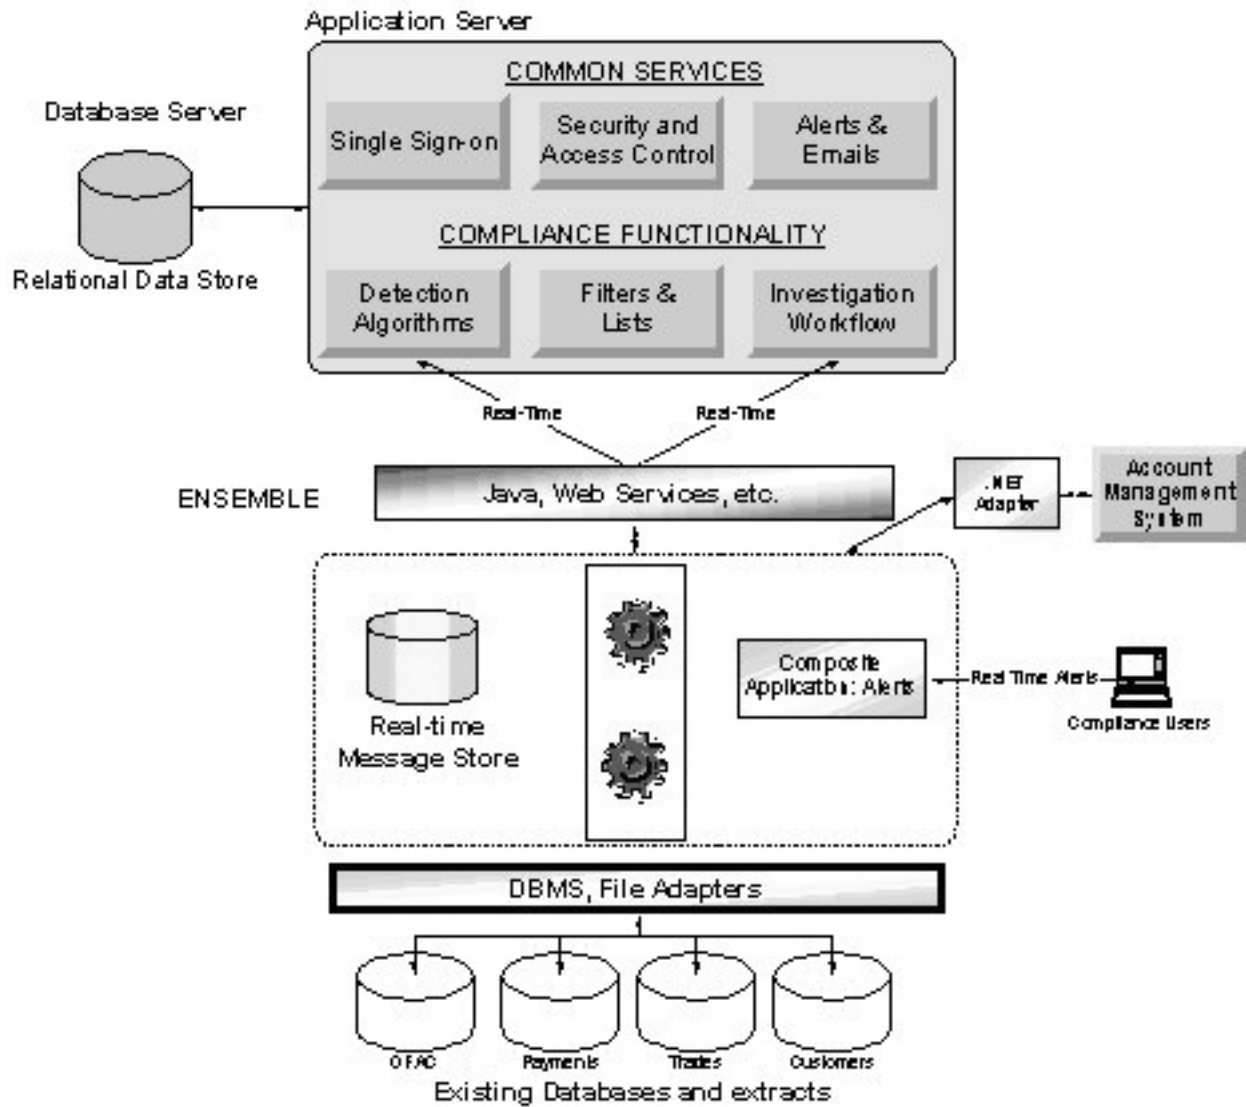 Application Server
COMMON SERVICES
Database Server
Single Sign-on
Security and
Access Control
Alerts &
Emails
COMPLIANCE FUNCTIONALITY
Relational Data Store
Detection
Algorithms
Filters &
Lists
Investigation
Workflow
Real-Time
Real-Time
ENSEMBLE
Java, Web Services, etc.
.NET
Adapter
Account
Management
System
Real-time
Message Store
Composite
Application: Alerts
Real Time Alerts
Compliance Users
DBMS, File Adapters
OFAC
Payments
Trades
Customers
Existing Databases and extracts